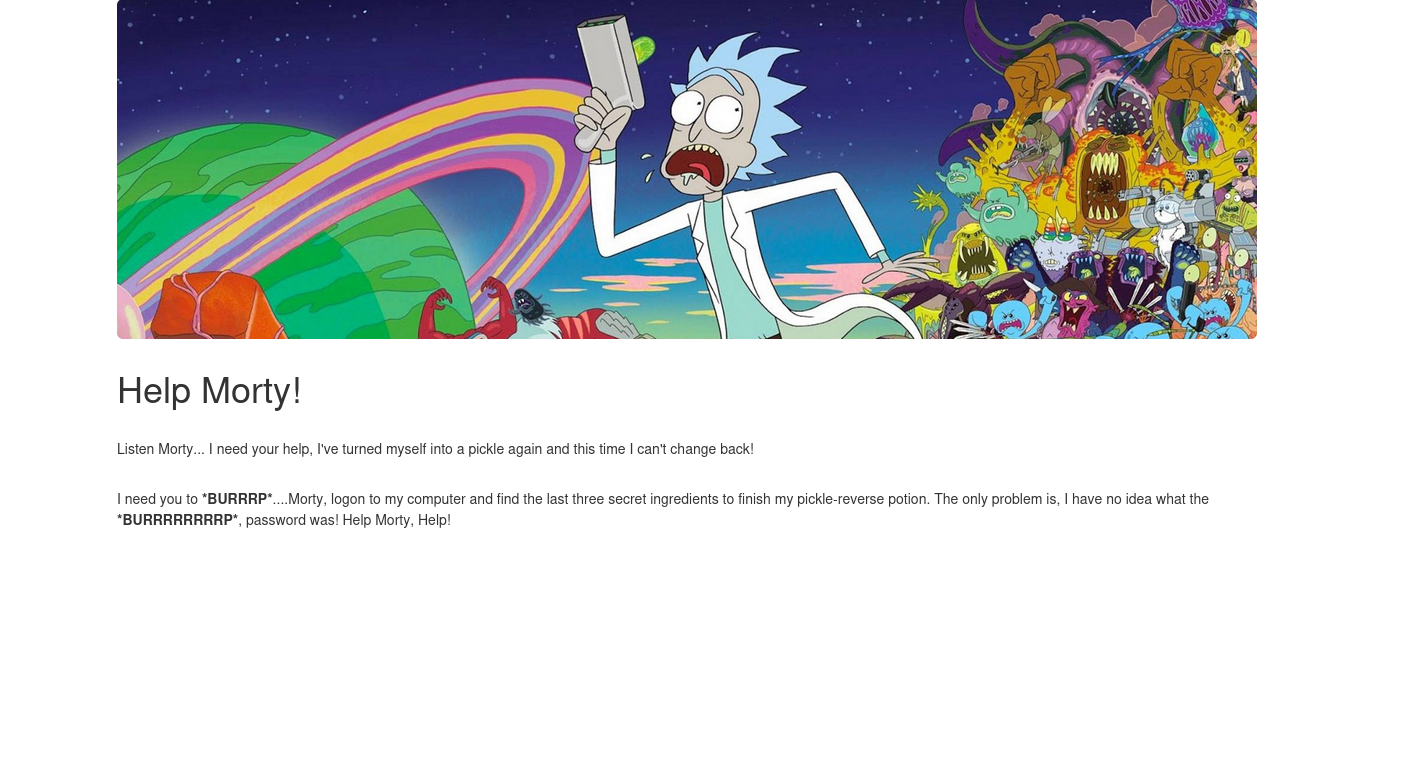 Help Morty!
Listen Morty... I need your help, I've turned myself into a pickle again and this time I can't change back!
I need you to *BURRRP*....Morty, logon to my computer and find the last three secret ingredients to finish my pickle-reverse potion. The only problem is, I have no idea what the
*BURRRRRRRRP*, password was! Help Morty, Help!